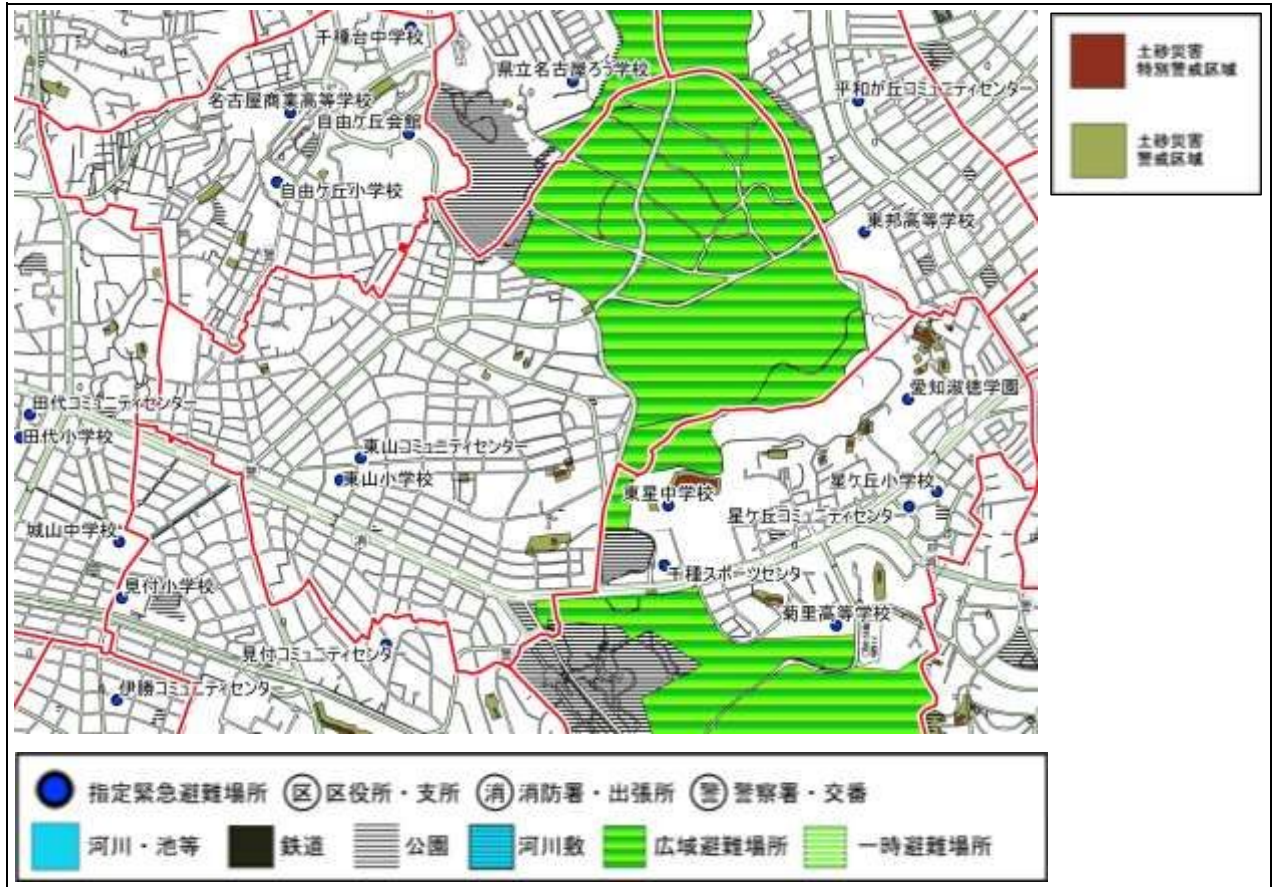 千種台中学校
県立名古屋ろう学校
平和が丘コミュニティセンター
名古屋商業高等学校
自由ケ丘会館
自由ケ丘小学校
東邦高等学校
愛知淑徳学園
田代コミュニティセンター
田代小学校
東山コミュニティセンター
東山小学校
東星中学校
星ケ丘小学校
星ケ丘コミュニティセンター
城山中学校
千種スポーツセンター
見付小学校
菊里高等学校
見付コミュニティセンター
伊勝コミュニティセンター
土砂災害
特別警戒区域
土砂災害
警戒区域
指定緊急避難場所 区 区役所・支所 消 消防署・出張所 警 警察署・交番
河川・池等 鉄道 公園 河川敷 広域避難場所 一時避難場所